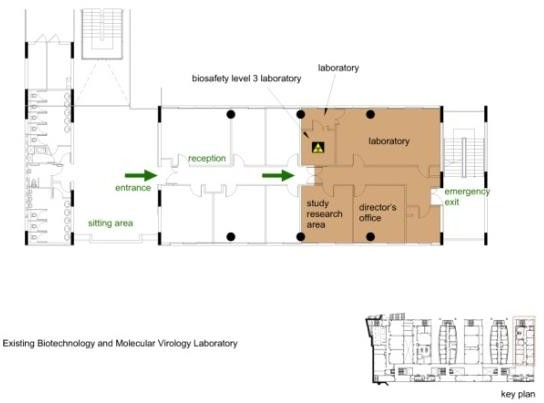 laboratory
biosafety level 3 laboratory
laboratory
reception
entrance
sitting area
study
research
area
director's
office
emergency
exit
Existing Biotechnology and Molecular Virology Laboratory
key plan